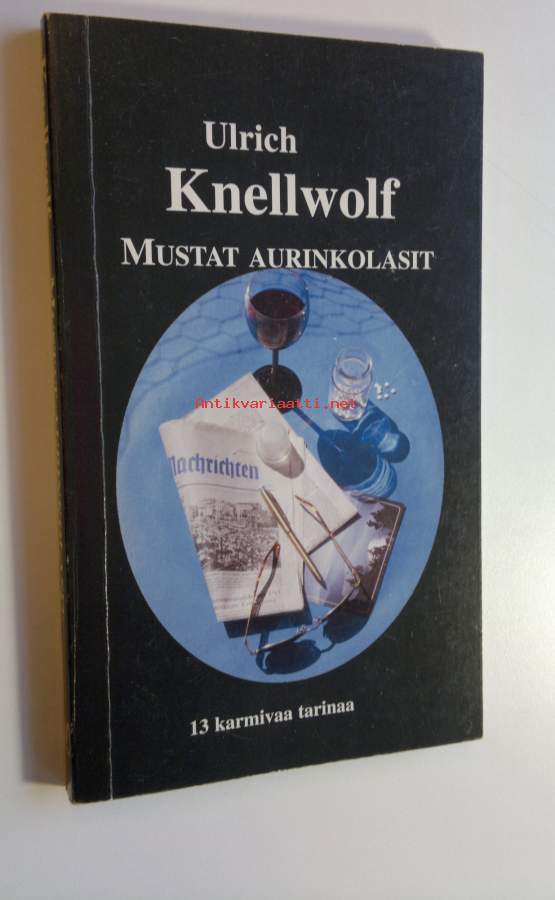 Ulrich
Knellwolf
MUSTAT AURINKOLASIT
Antikvariaatti.net
Nachrichten
13 karmivaa tarinaa